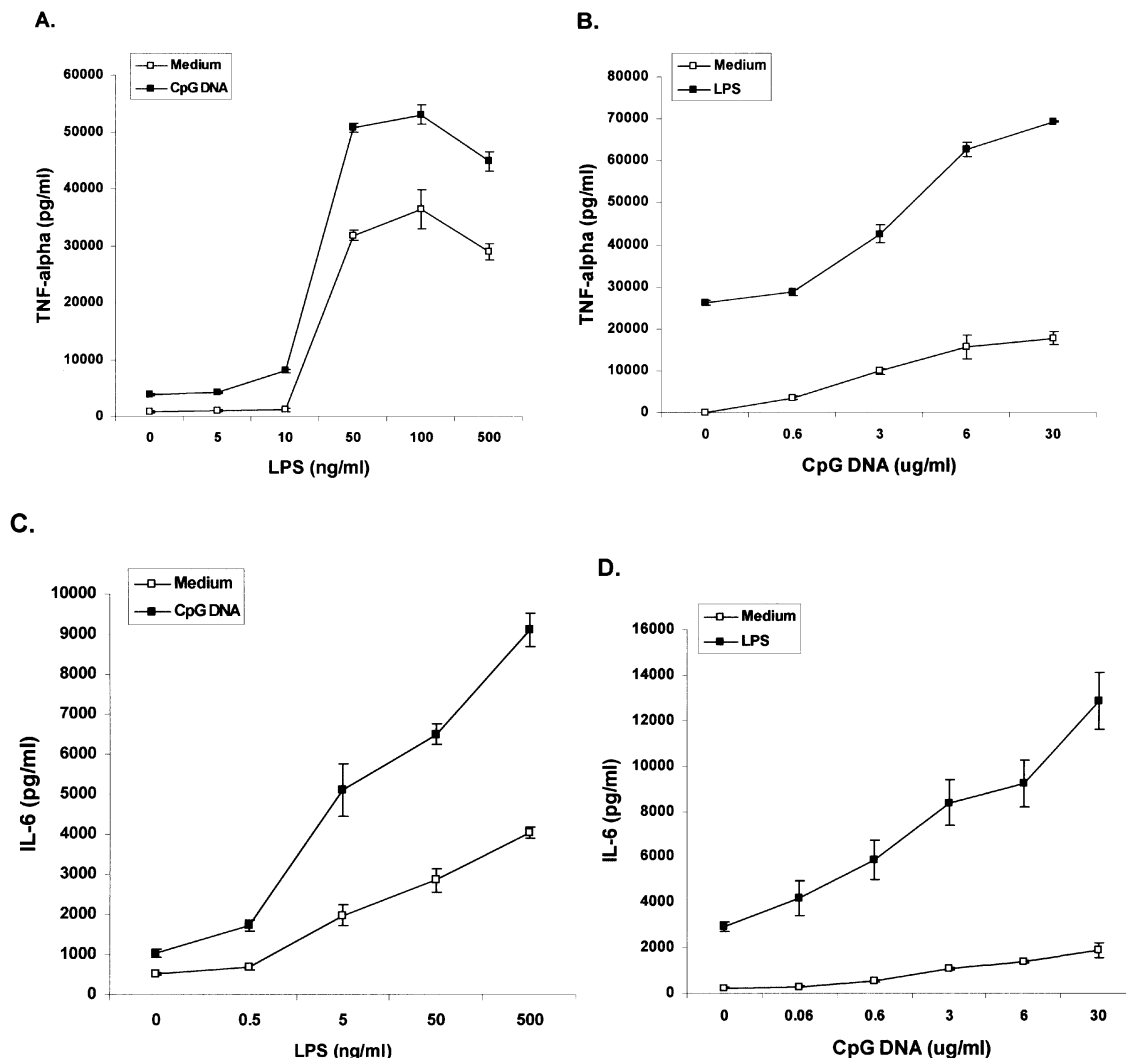 A.
Medium
CpG DNA
60000
50000
40000
30000
20000
10000
0
TNF-alpha (pg/ml)
0 5 10 50 100 500
LPS (ng/ml)
B.
Medium
LPS
80000
70000
60000
50000
40000
30000
20000
10000
0
TNF-alpha (pg/ml)
0 0.6 3 6 30
CpG DNA (ug/ml)
C.
Medium
CpG DNA
10000
9000
8000
7000
6000
5000
4000
3000
2000
1000
0
IL-6 (pg/ml)
0 0.5 5 50 500
LPS (ng/ml)
D.
Medium
LPS
16000
14000
12000
10000
8000
6000
4000
2000
0
IL-6 (pg/ml)
0 0.06 0.6 3 6 30
CpG DNA (ug/ml)